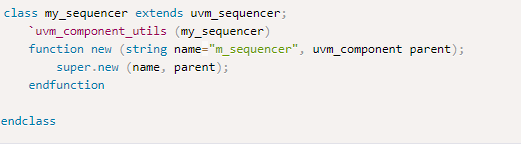 class my_sequencer extends uvm_sequencer;
`uvm_component_utils (my_sequencer)
function new (string name="m_sequencer", uvm_component parent);
super.new (name, parent);
endfunction
endclass